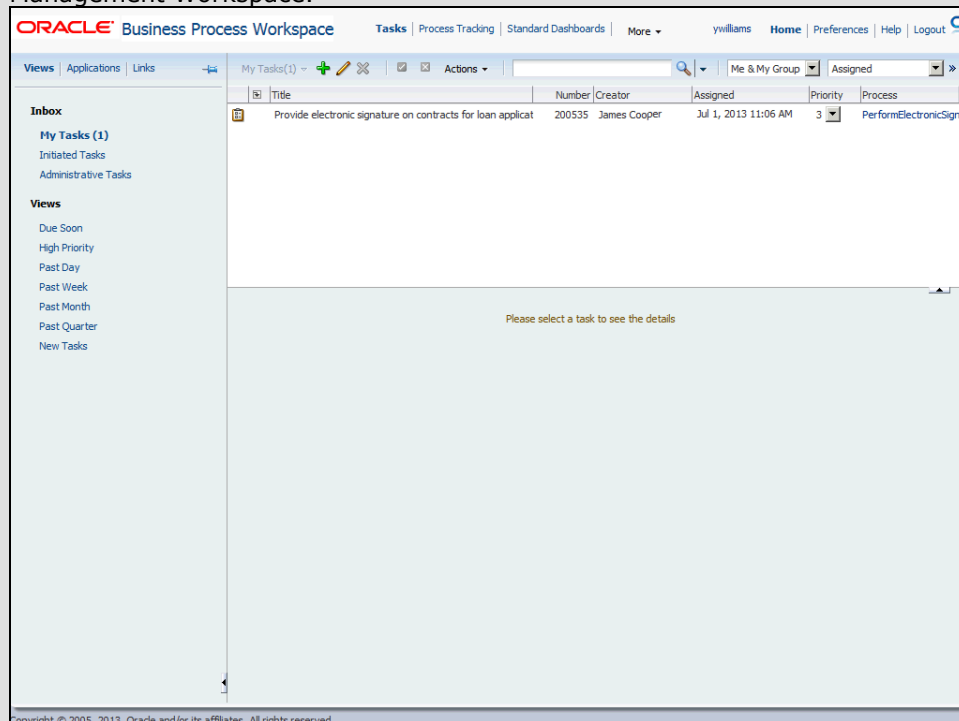 Management Workspace.
ORACLE Business Process Workspace Tasks Process Tracking Standard Dashboards More ywilliams Home Preferences Help Logout
Views Applications Links My Tasks(1) Actions Me & My Group Assigned »
Title Number Creator Assigned Priority Process
Provide electronic signature on contracts for loan applicat 200535 James Cooper Jul 1, 2013 11:06 AM 3 PerformElectronicSign
Inbox
My Tasks (1)
Initiated Tasks
Administrative Tasks
Views
Due Soon
High Priority
Past Day
Past Week
Past Month
Past Quarter
New Tasks
Please select a task to see the details
Copyright © 2005, 2013, Oracle and/or its affiliates. All rights reserved.